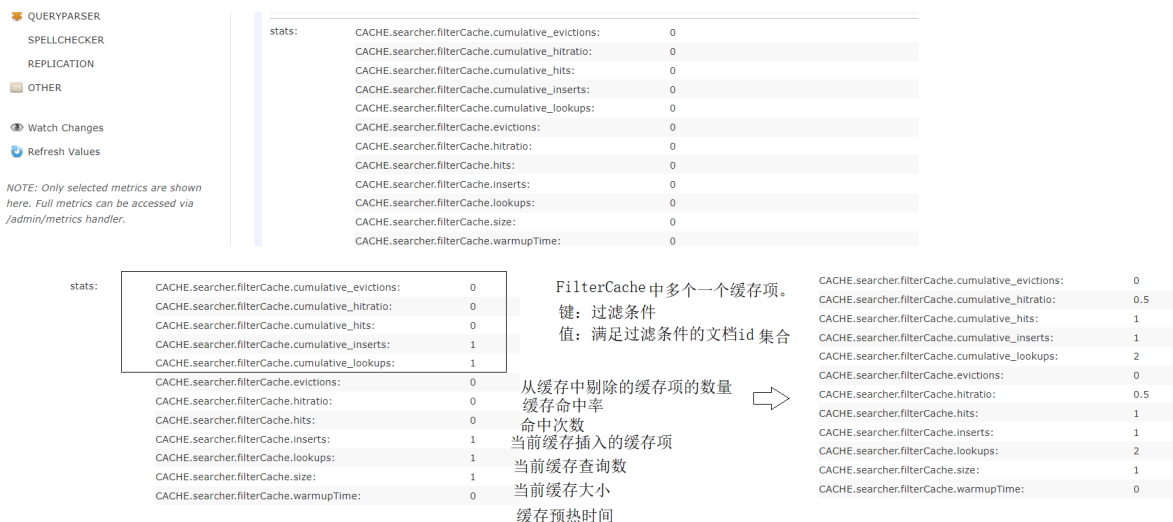 QUERYPARSER
SPELLCHECKER
REPLICATION
OTHER
Watch Changes
Refresh Values
NOTE: Only selected metrics are shown
here. Full metrics can be accessed via
/admin/metrics handler.
stats:
CACHE.searcher.filterCache.cumulative_evictions: 0
CACHE.searcher.filterCache.cumulative_hitratio: 0
CACHE.searcher.filterCache.cumulative_hits: 0
CACHE.searcher.filterCache.cumulative_inserts: 0
CACHE.searcher.filterCache.cumulative_lookups: 0
CACHE.searcher.filterCache.evictions: 0
CACHE.searcher.filterCache.hitratio: 0
CACHE.searcher.filterCache.hits: 0
CACHE.searcher.filterCache.inserts: 0
CACHE.searcher.filterCache.lookups: 0
CACHE.searcher.filterCache.size: 0
CACHE.searcher.filterCache.warmupTime: 0
stats:
CACHE.searcher.filterCache.cumulative_evictions: 0
CACHE.searcher.filterCache.cumulative_hitratio: 0
CACHE.searcher.filterCache.cumulative_hits: 0
CACHE.searcher.filterCache.cumulative_inserts: 1
CACHE.searcher.filterCache.cumulative_lookups: 1
CACHE.searcher.filterCache.evictions: 0
CACHE.searcher.filterCache.hitratio: 0
CACHE.searcher.filterCache.hits: 0
CACHE.searcher.filterCache.inserts: 1
CACHE.searcher.filterCache.lookups: 1
CACHE.searcher.filterCache.size: 1
CACHE.searcher.filterCache.warmupTime: 0
FilterCache中多个一个缓存项。
键：过滤条件
值：满足过滤条件的文档id集合
从缓存中剔除的缓存项的数量
缓存命中率
命中次数
当前缓存插入的缓存项
当前缓存查询数
当前缓存大小
缓存预热时间
CACHE.searcher.filterCache.cumulative_evictions: 0
CACHE.searcher.filterCache.cumulative_hitratio: 0.5
CACHE.searcher.filterCache.cumulative_hits: 1
CACHE.searcher.filterCache.cumulative_inserts: 1
CACHE.searcher.filterCache.cumulative_lookups: 2
CACHE.searcher.filterCache.evictions: 0
CACHE.searcher.filterCache.hitratio: 0.5
CACHE.searcher.filterCache.hits: 1
CACHE.searcher.filterCache.inserts: 1
CACHE.searcher.filterCache.lookups: 2
CACHE.searcher.filterCache.size: 1
CACHE.searcher.filterCache.warmupTime: 0